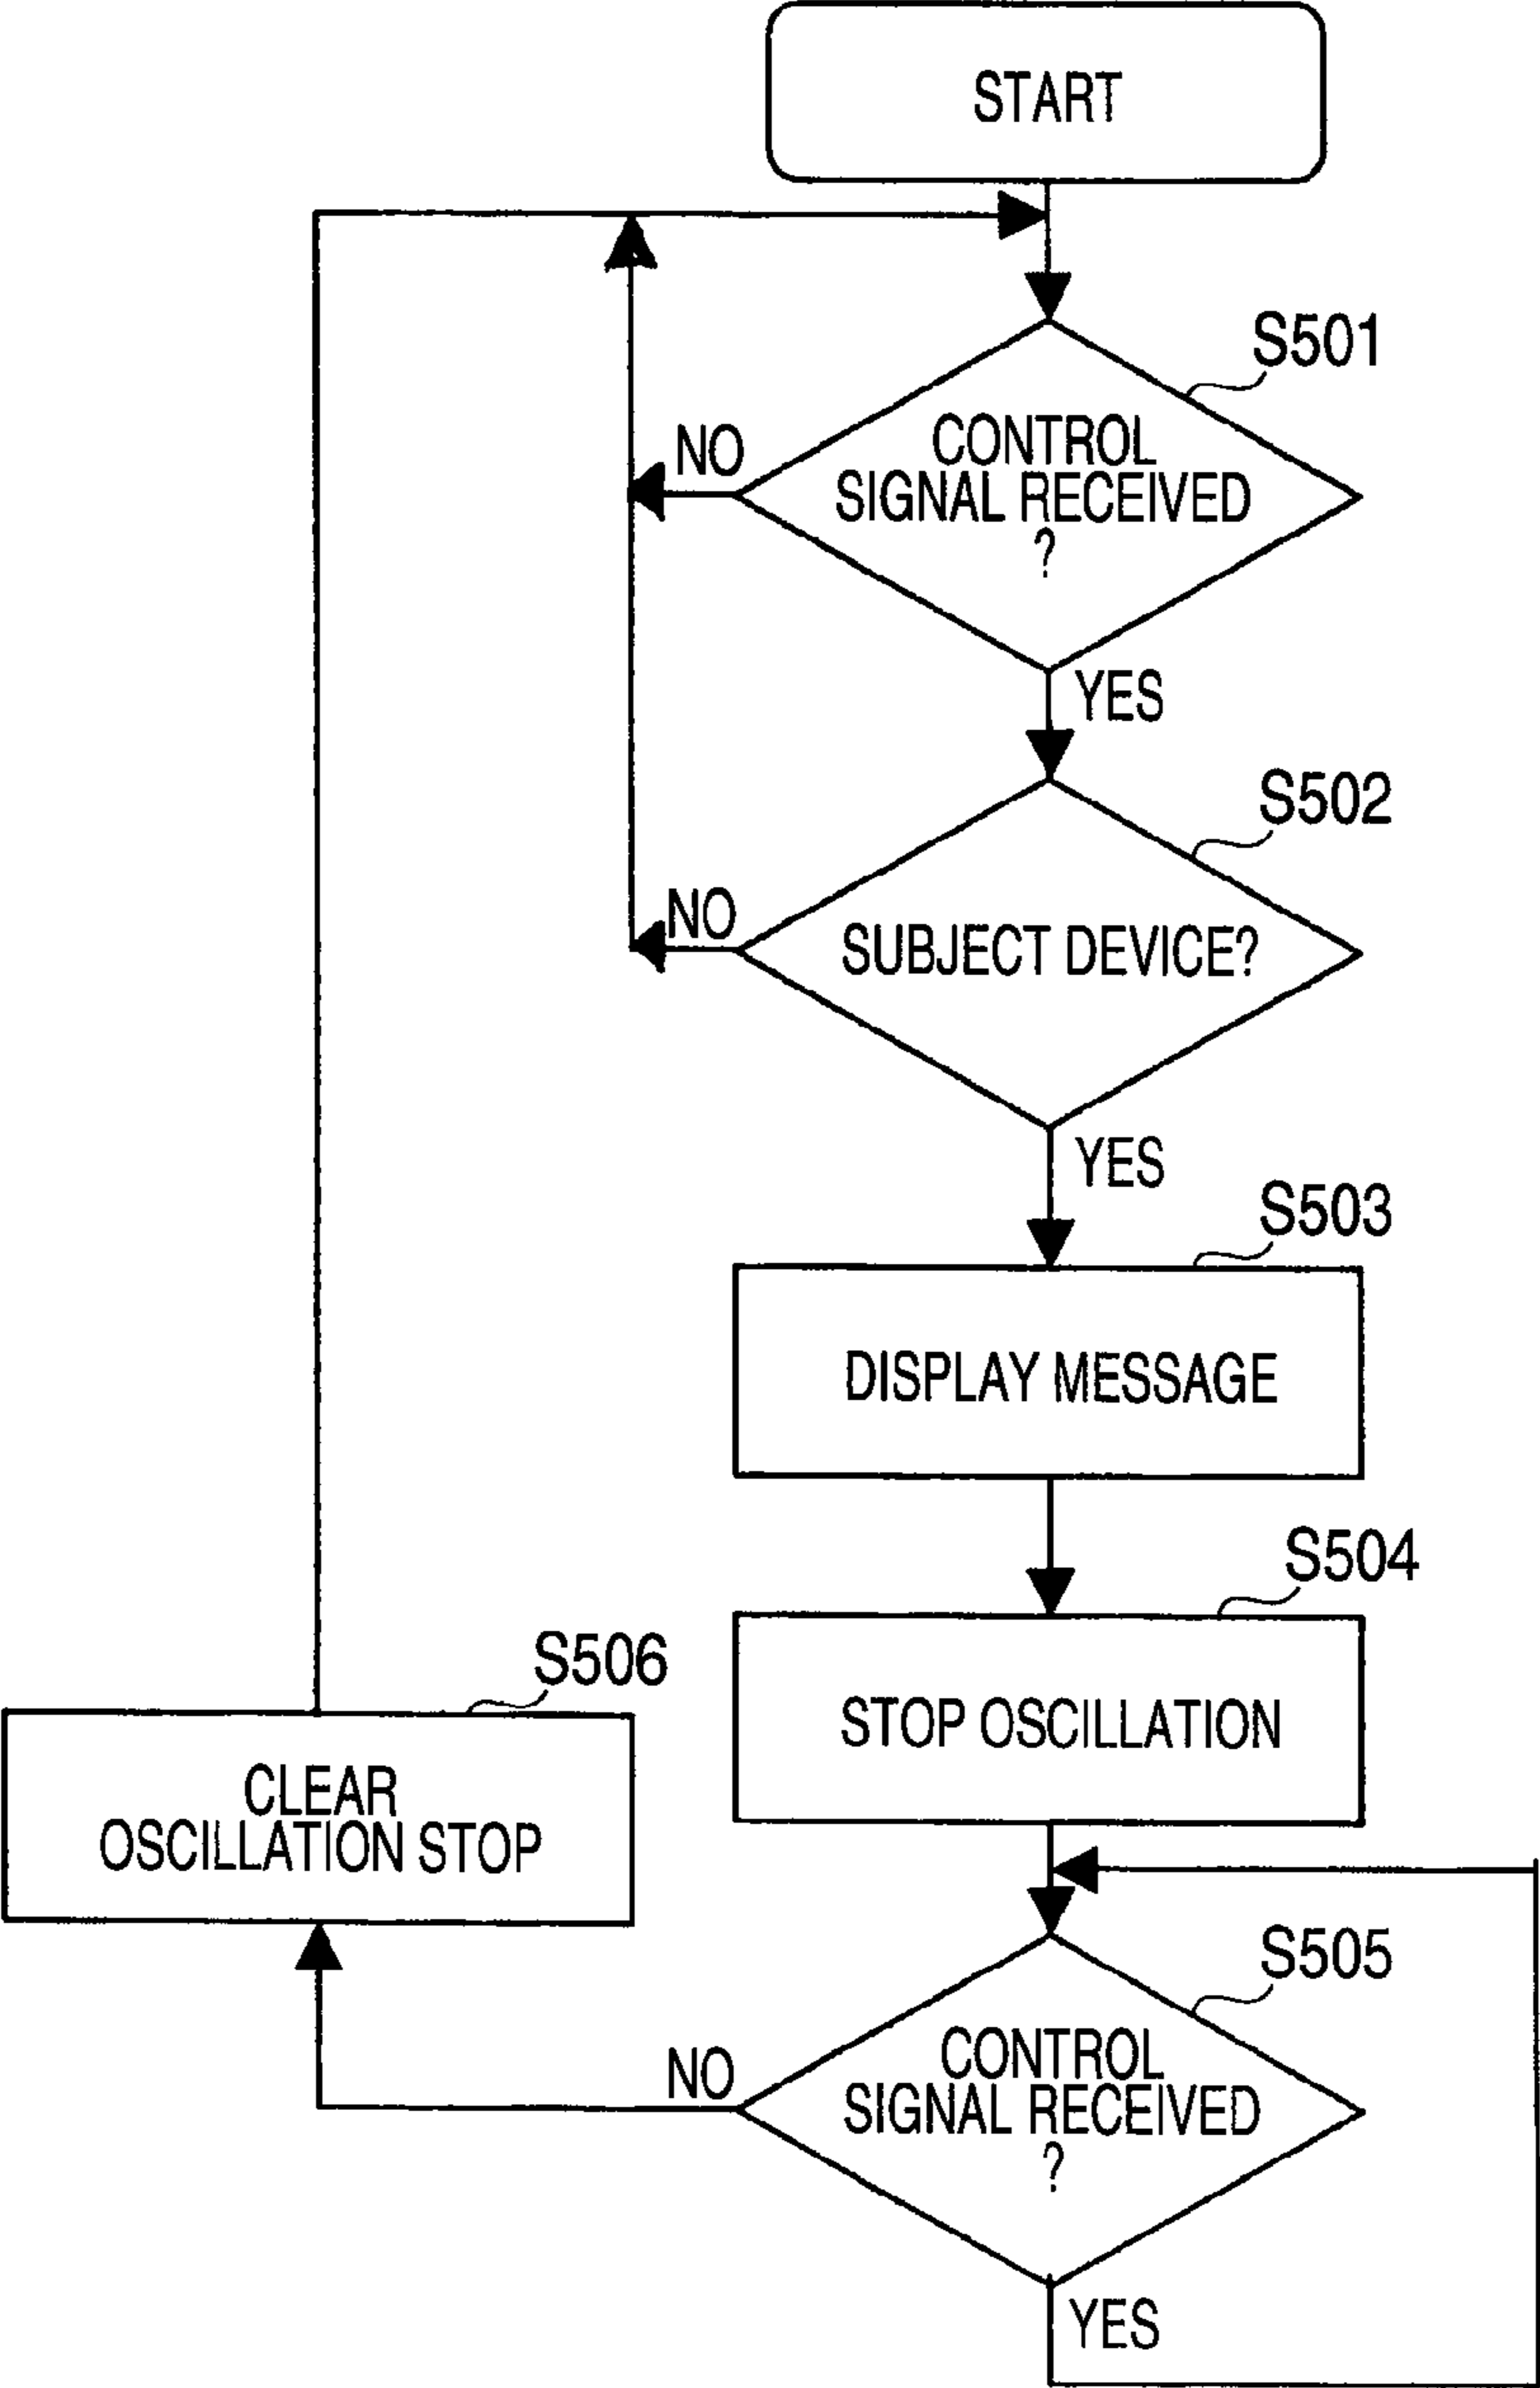 START
S501
CONTROL
SIGNAL RECEIVED
?
NO
YES
S502
SUBJECT DEVICE?
NO
YES
S503
DISPLAY MESSAGE
S504
STOP OSCILLATION
S506
CLEAR
OSCILLATION STOP
S505
CONTROL
SIGNAL RECEIVED
?
NO
YES